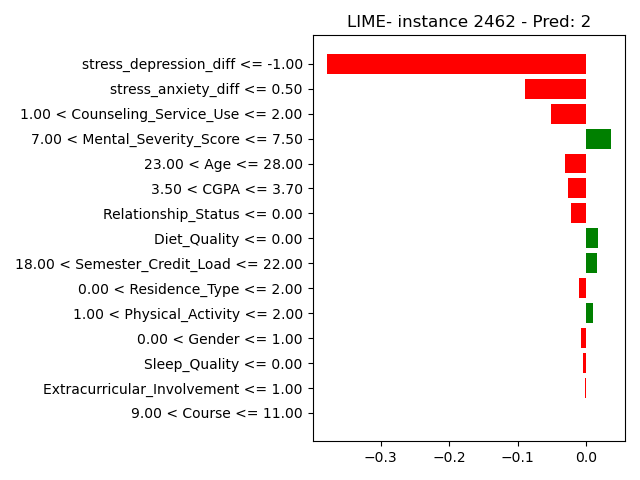 LIME- instance 2462 - Pred: 2
stress_depression_diff <= -1.00
stress_anxiety_diff <= 0.50
1.00 < Counseling_Service_Use <= 2.00
7.00 < Mental_Severity_Score <= 7.50
23.00 < Age <= 28.00
3.50 < CGPA <= 3.70
Relationship_Status <= 0.00
Diet_Quality <= 0.00
18.00 < Semester_Credit_Load <= 22.00
0.00 < Residence_Type <= 2.00
1.00 < Physical_Activity <= 2.00
0.00 < Gender <= 1.00
Sleep_Quality <= 0.00
Extracurricular_Involvement <= 1.00
9.00 < Course <= 11.00
−0.3 −0.2 −0.1 0.0